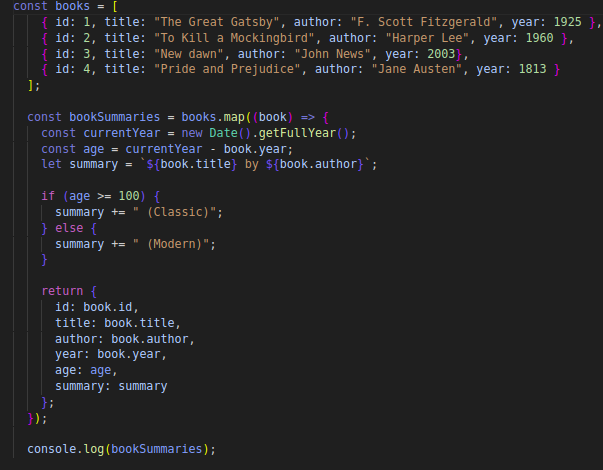 const books = [
{ id: 1, title: "The Great Gatsby", author: "F. Scott Fitzgerald", year: 1925 },
{ id: 2, title: "To Kill a Mockingbird", author: "Harper Lee", year: 1960 },
{ id: 3, title: "New dawn", author: "John News", year: 2003},
{ id: 4, title: "Pride and Prejudice", author: "Jane Austen", year: 1813 }
];
const bookSummaries = books.map((book) => {
const currentYear = new Date().getFullYear();
const age = currentYear - book.year;
let summary = `${book.title} by ${book.author}`;
if (age >= 100) {
summary += " (Classic)";
} else {
summary += " (Modern)";
}
return {
id: book.id,
title: book.title,
author: book.author,
year: book.year,
age: age,
summary: summary
};
});
console.log(bookSummaries);